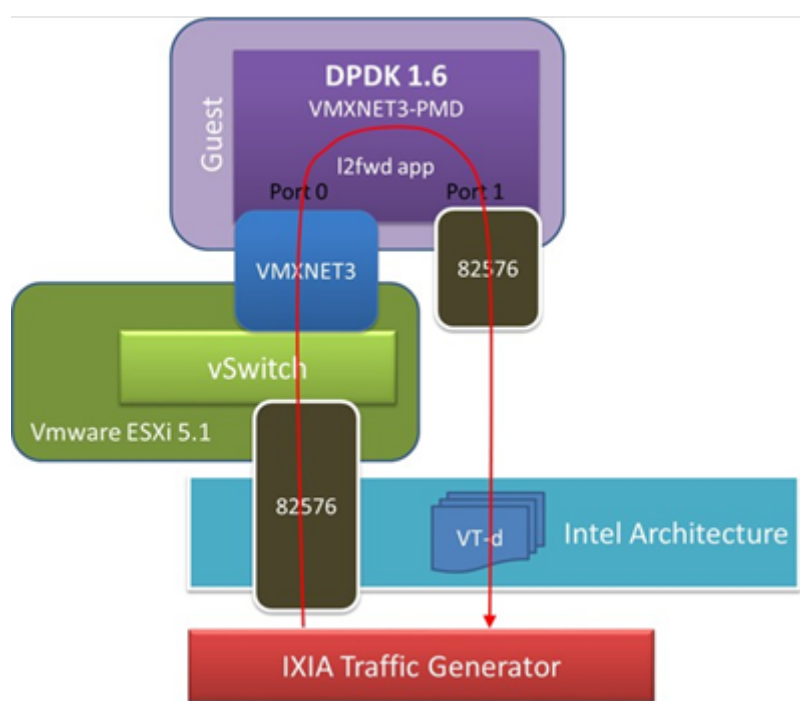 DPDK 1.6
VMXNET3-PMD
Guest
l2fwd app
Port 0
Port 1
VMXNET3
82576
vSwitch
Vmware ESXi 5.1
82576
VT-d
Intel Architecture
IXIA Traffic Generator